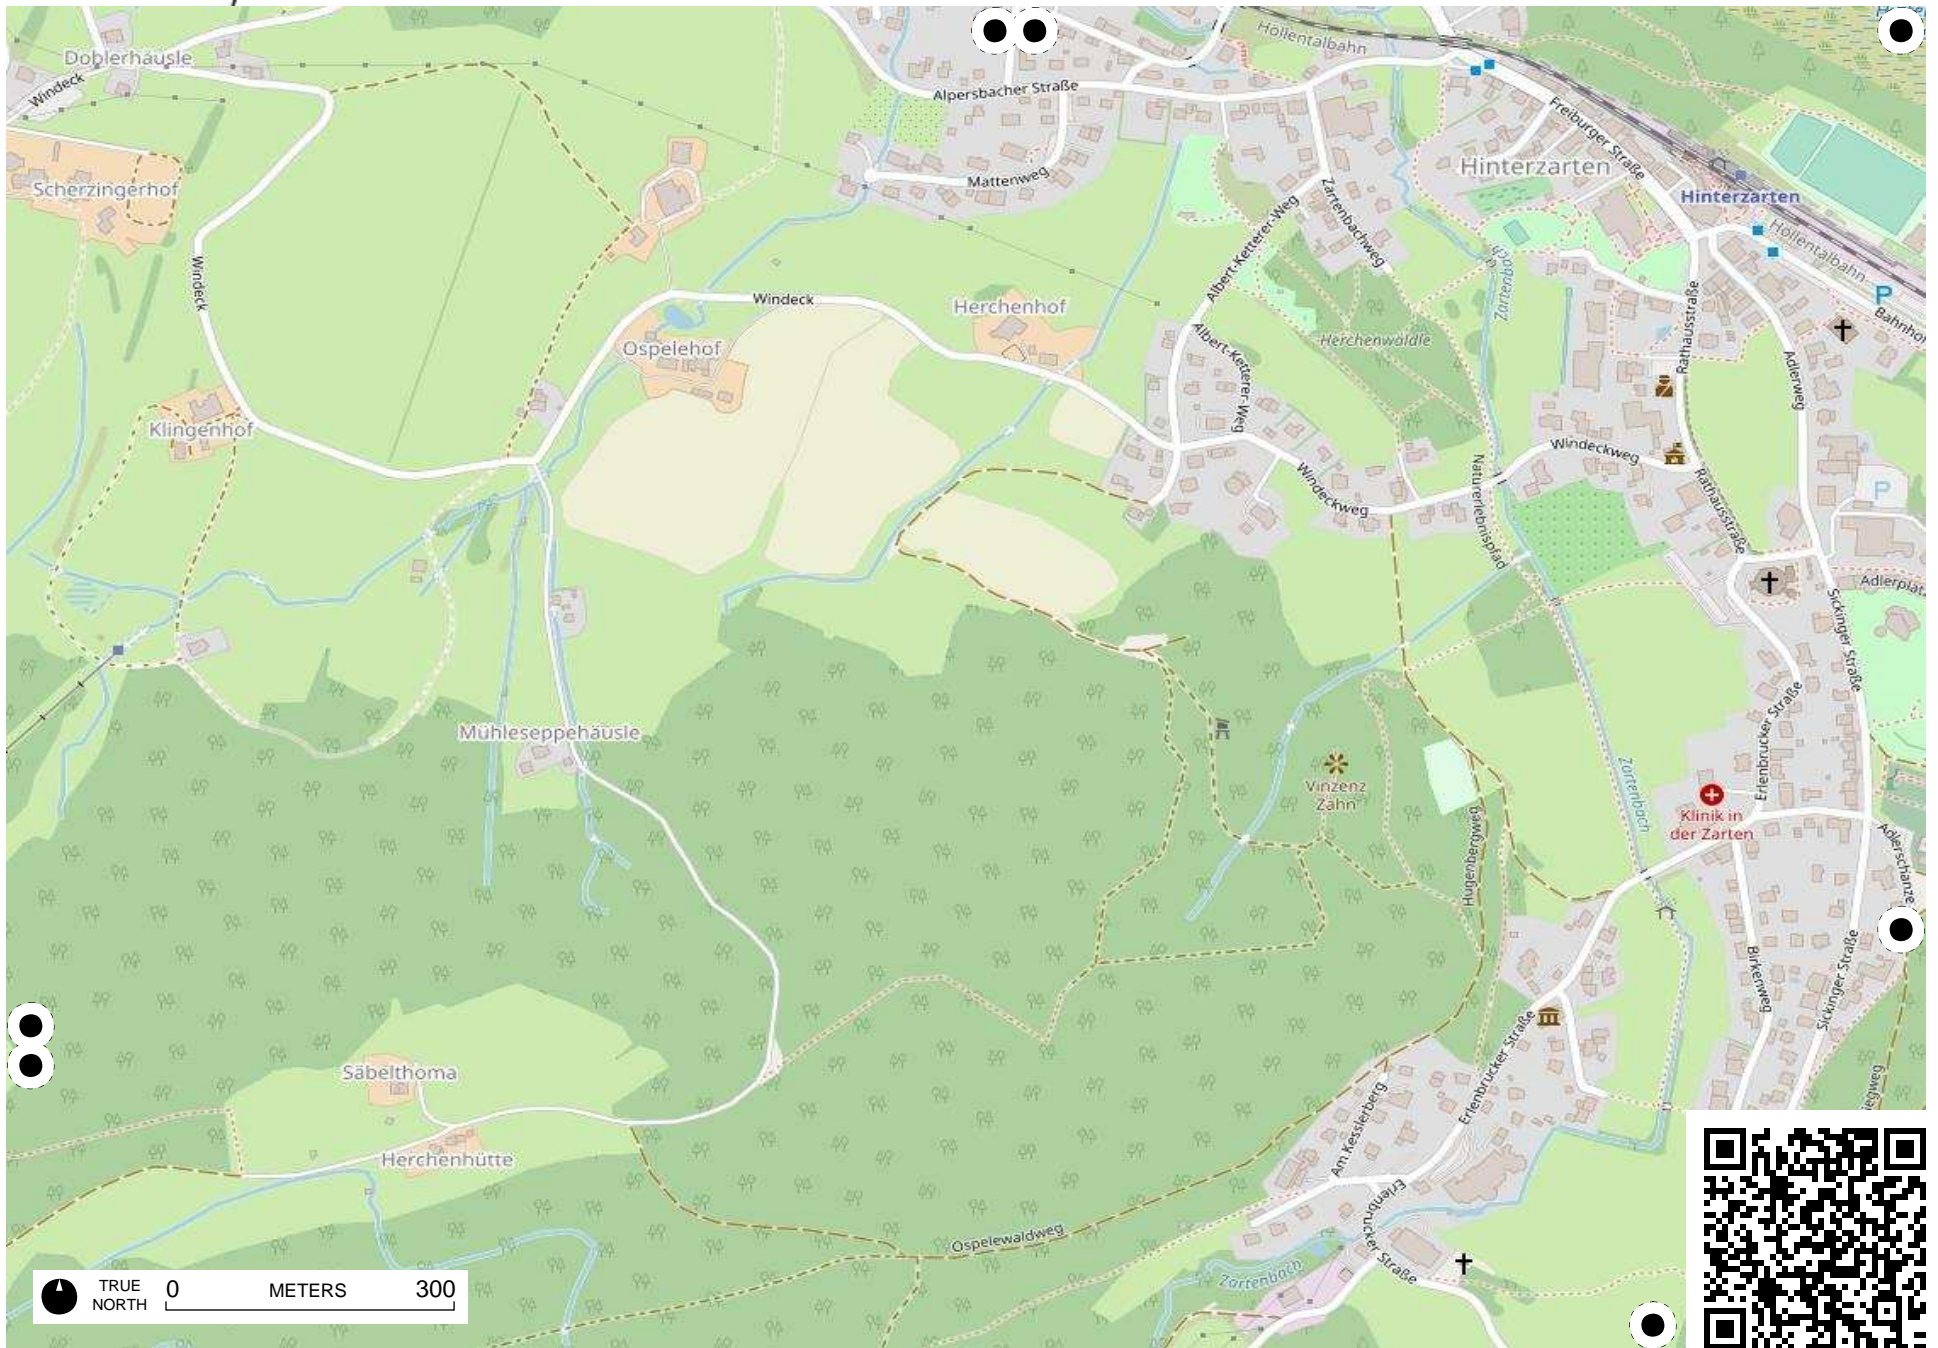 Höllentalbahn
Doblerhäusle
Windeck
Alpersbacher Straße
Freiburger Straße
Hinterzarten
Mattenweg
Scherzingerhof
Zartenbachweg
Hinterzarten
Albert-Ketterer-Weg
Höllentalbahn
Zartenbach
Windeck
Windeck
Herchenhof
P
Bahnhof
Rathausstraße
Herchenwäldle
Albert-Ketterer-Weg
Ospelehof
Adlerweg
Klingenhof
Windeckweg
Windeckweg
Naturerlebnispfad
Rathausstraße
P
Adlerplatz
Sickinger Straße
Mühleseppehäusle
Erlenbrucker Straße
Vinzenz
Zahn
Zartenbach
Klinik in
der Zarten
Hugenbergweg
Adlerschanze
Birkenweg
Sickinger Straße
Erlenbrucker Straße
Säbelthoma
Am Kesslerberg
iegweg
Herchenhütte
Erlenbrucker Straße
Ospelewaldweg
Zartenbach
TRUE
NORTH
0 METERS 300